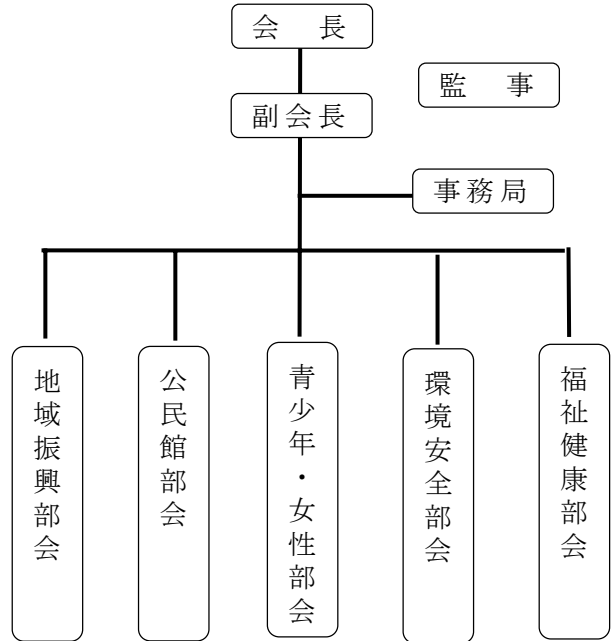 会　長
監　事
副会長
事務局
地域振興部会
公民館部会
青少年・女性部会
環境安全部会
福祉健康部会